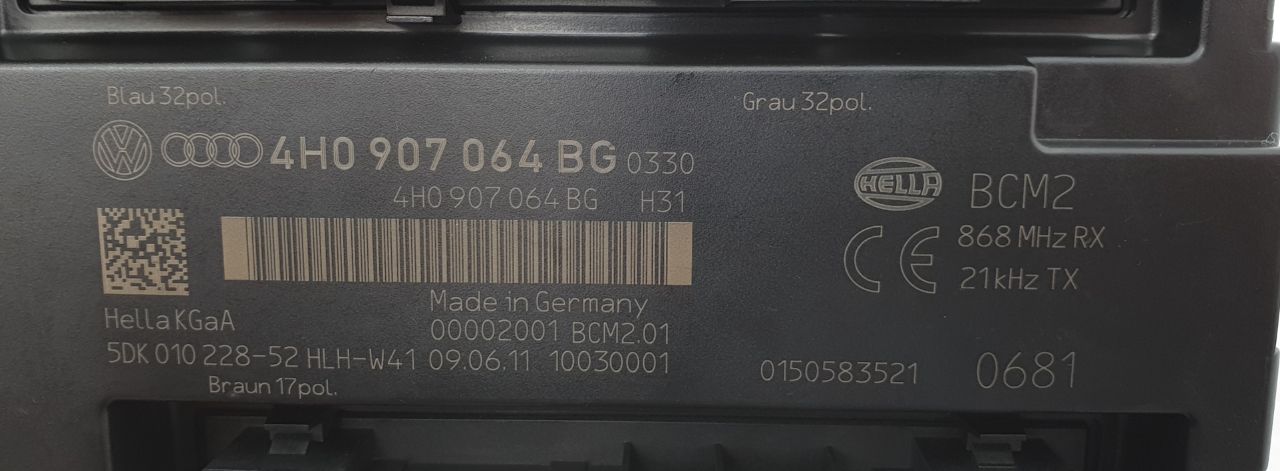 Blau 32pol.
Grau 32pol.
4H0 907 064 BG 0330
4H0 907 064 BG H31
HELLA BCM2
CE 868 MHz RX
21kHz TX
Made in Germany
Hella KGaA
00002001 BCM2.01
5DK 010 228-52 HLH-W41 09.06.11 10030001
0150583521 0681
Braun 17pol.